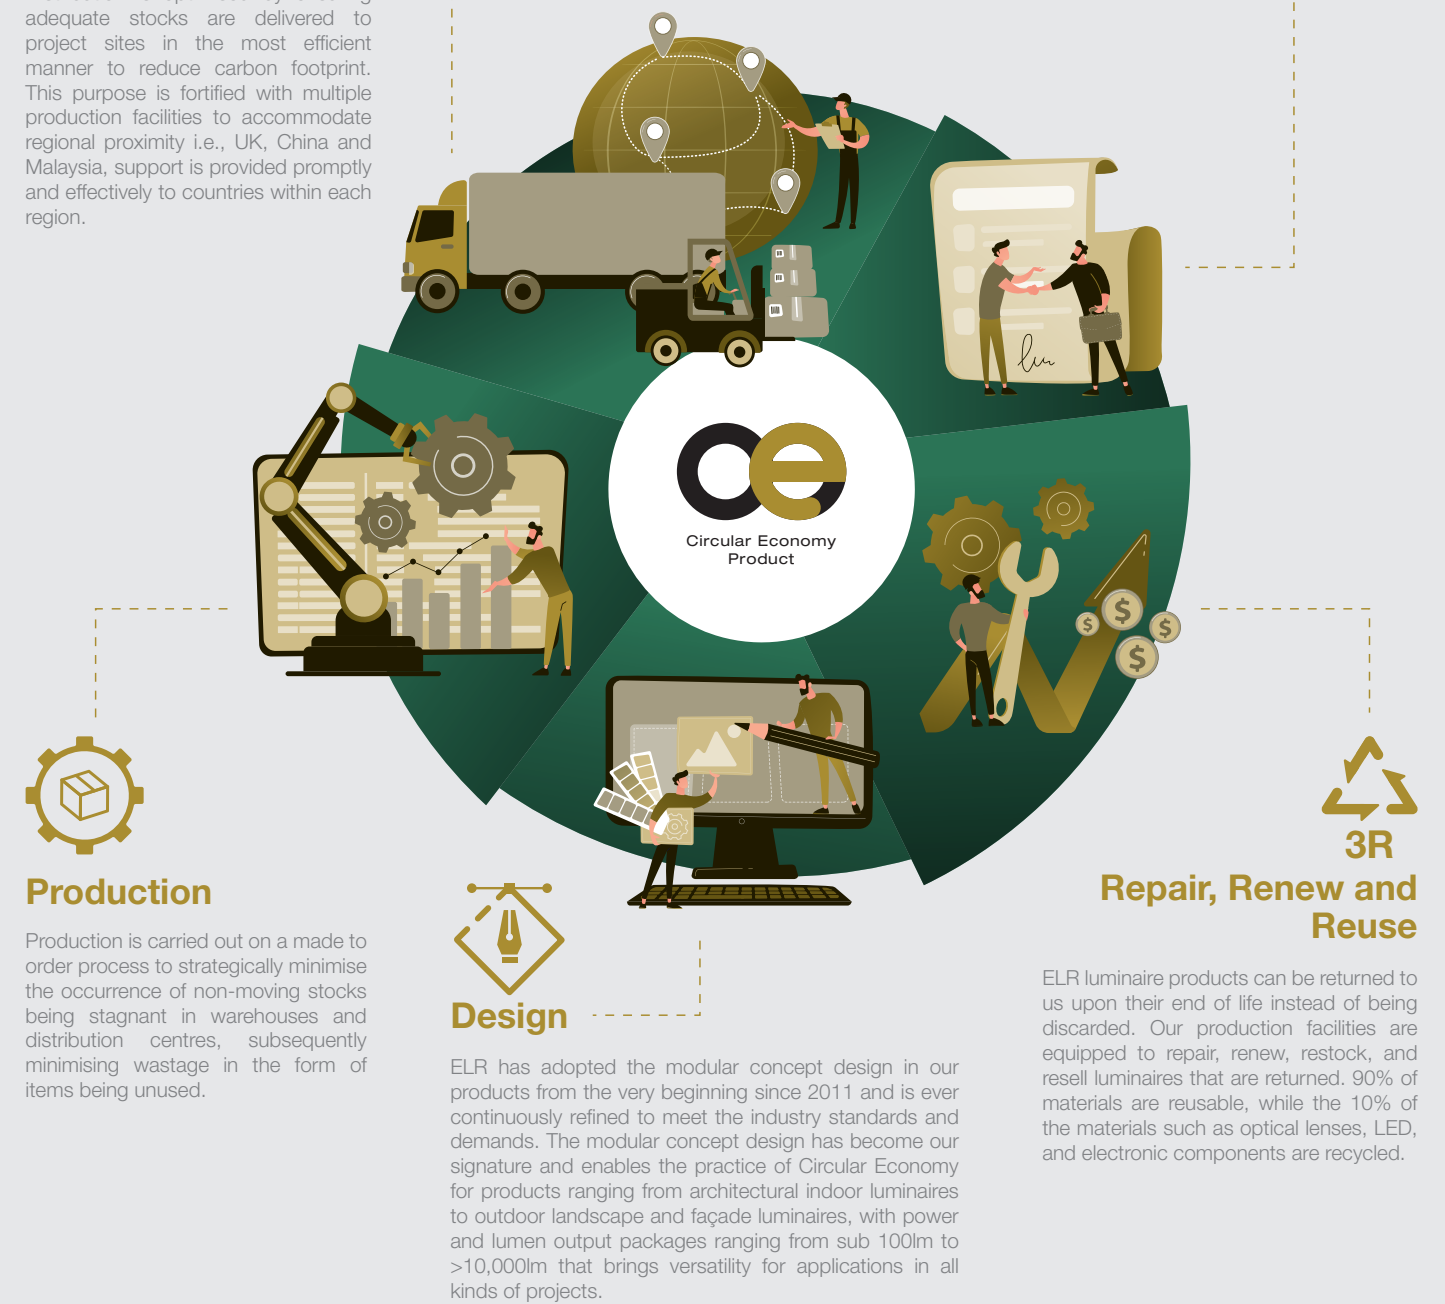 adequate stocks are delivered to
project sites in the most efficient
manner to reduce carbon footprint.
This purpose is fortified with multiple
production facilities to accommodate
regional proximity i.e., UK, China and
Malaysia, support is provided promptly
and effectively to countries within each
region.
Circular Economy
Product
Production
Production is carried out on a made to
order process to strategically minimise
the occurrence of non-moving stocks
being stagnant in warehouses and
distribution centres, subsequently
minimising wastage in the form of
items being unused.
Design
ELR has adopted the modular concept design in our
products from the very beginning since 2011 and is ever
continuously refined to meet the industry standards and
demands. The modular concept design has become our
signature and enables the practice of Circular Economy
for products ranging from architectural indoor luminaires
to outdoor landscape and façade luminaires, with power
and lumen output packages ranging from sub 100lm to
>10,000lm that brings versatility for applications in all
kinds of projects.
3R
Repair, Renew and
Reuse
ELR luminaire products can be returned to
us upon their end of life instead of being
discarded. Our production facilities are
equipped to repair, renew, restock, and
resell luminaires that are returned. 90% of
materials are reusable, while the 10% of
the materials such as optical lenses, LED,
and electronic components are recycled.